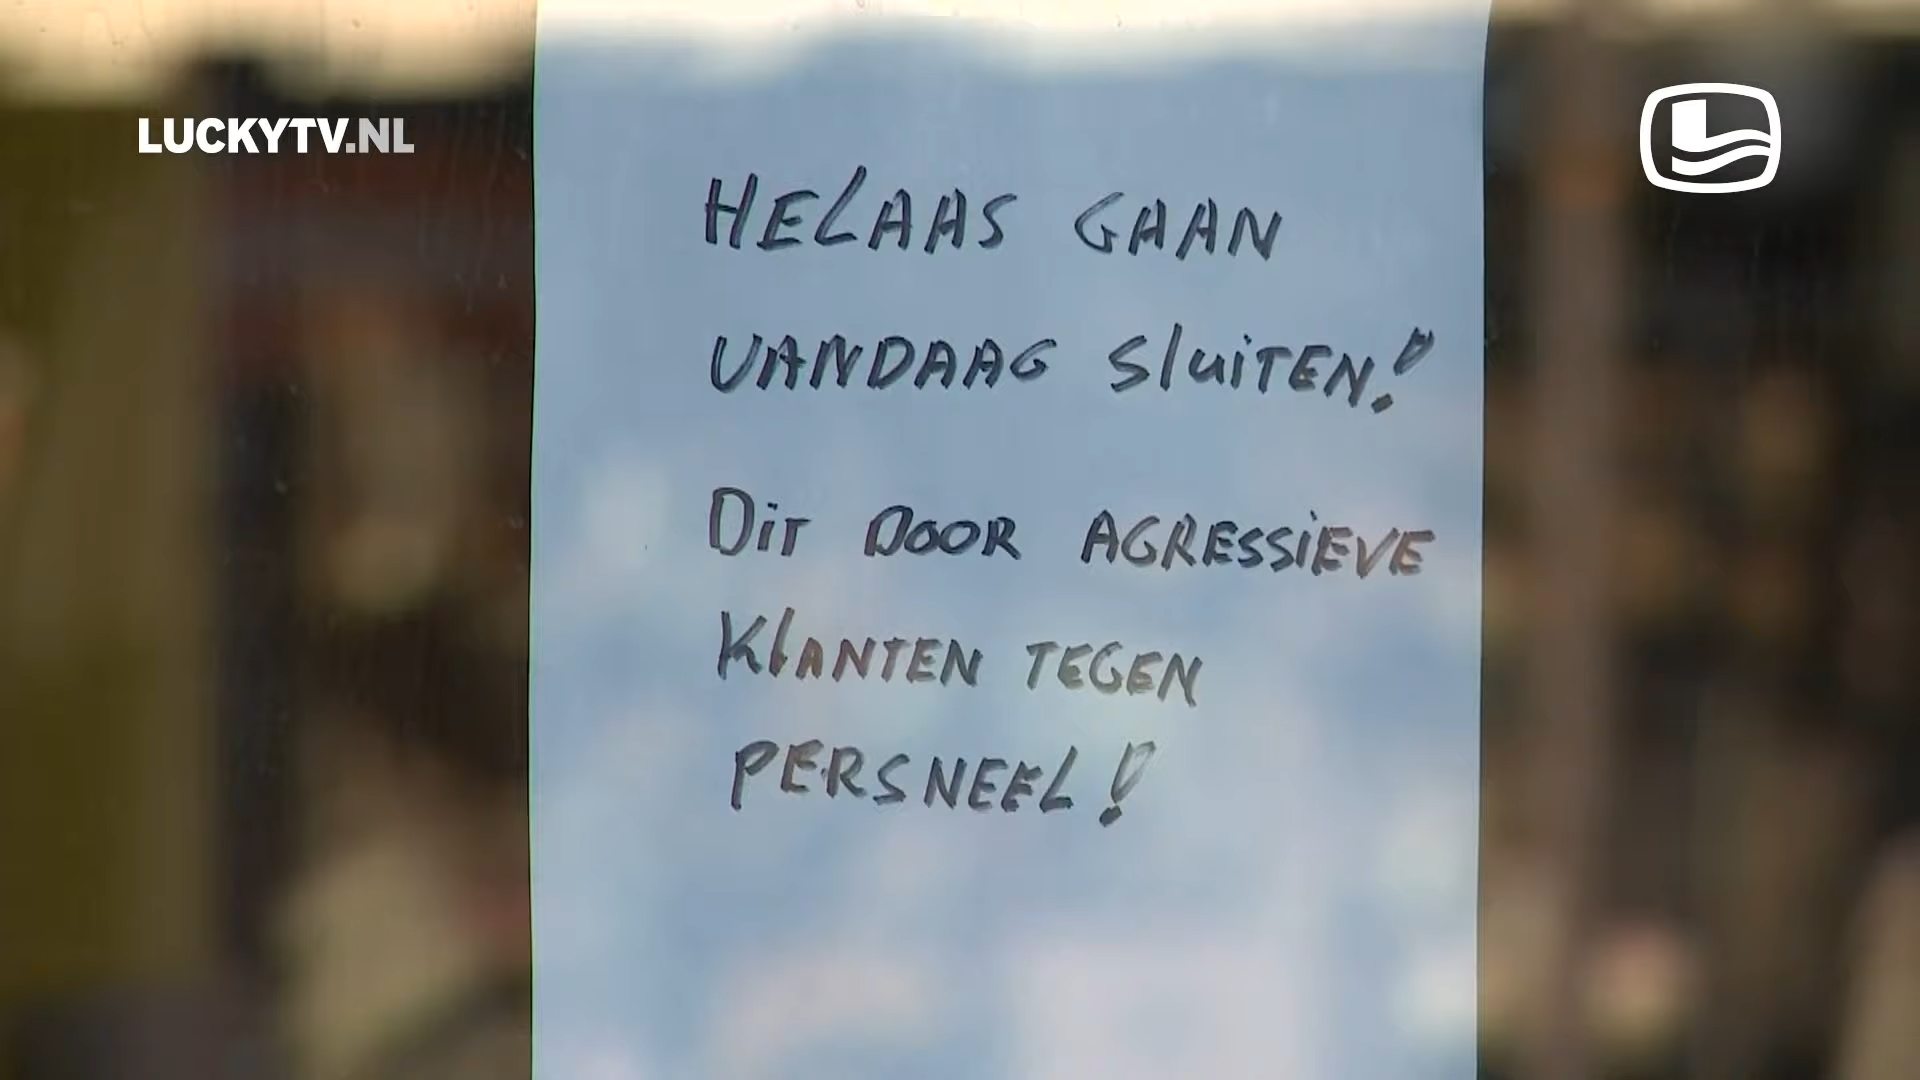 LUCKYTV.NL
HELAAS GAAN
VANDAAG SluiTEN!
DiT DOOR AGRESSiEVE
KlANTEN TEGEN
PERSNEEL!